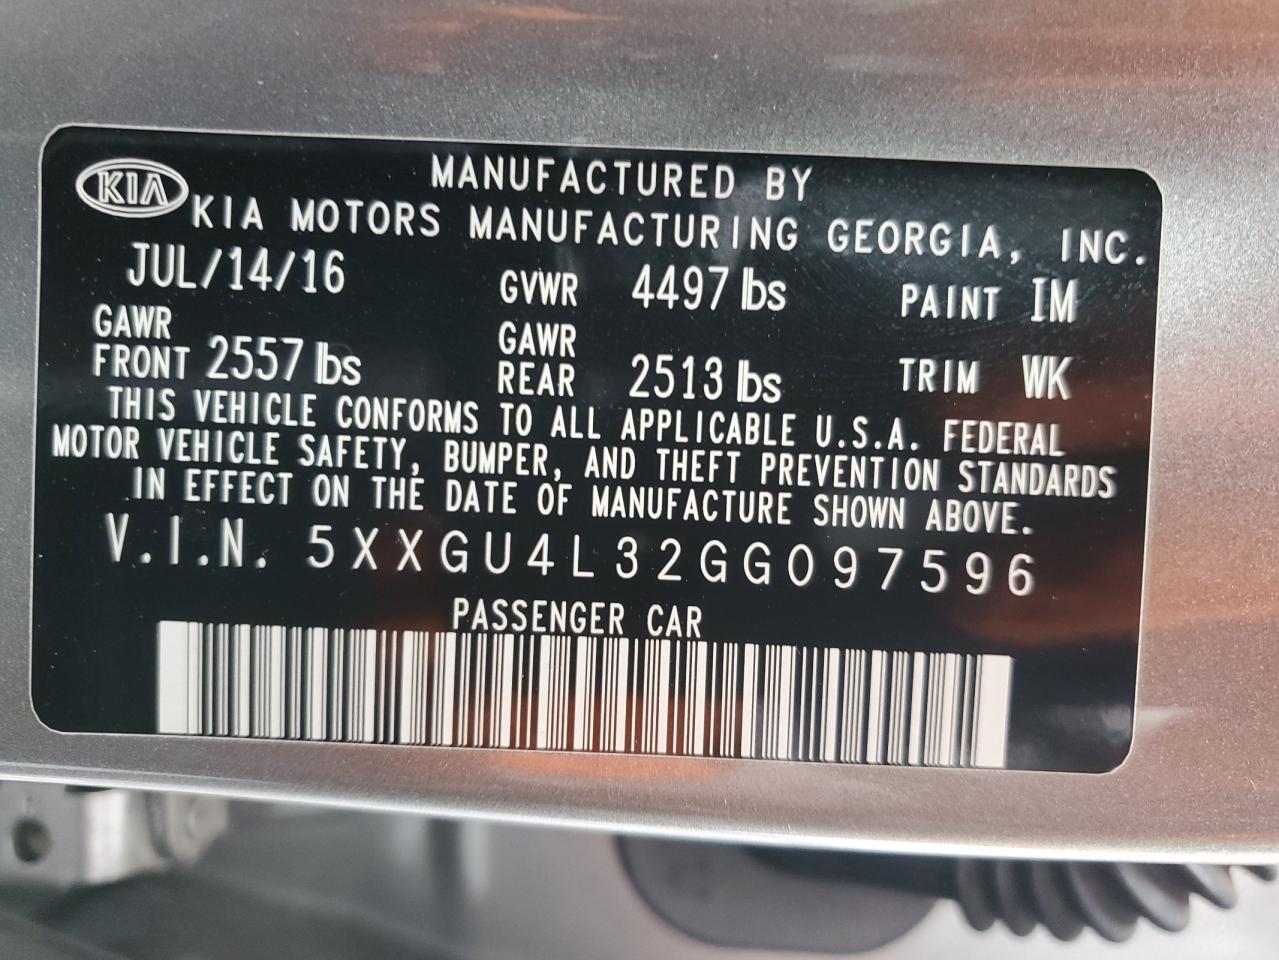 KIA
MANUFACTURED BY
KIA MOTORS MANUFACTURING GEORGIA, INC.
JUL/14/16 GVWR 4497 lbs PAINT IM
GAWR FRONT 2557 lbs GAWR REAR 2513 lbs TRIM WK
THIS VEHICLE CONFORMS TO ALL APPLICABLE U.S.A. FEDERAL
MOTOR VEHICLE SAFETY, BUMPER, AND THEFT PREVENTION STANDARDS
IN EFFECT ON THE DATE OF MANUFACTURE SHOWN ABOVE.
V.I.N. 5XXGU4L32GG097596
PASSENGER CAR